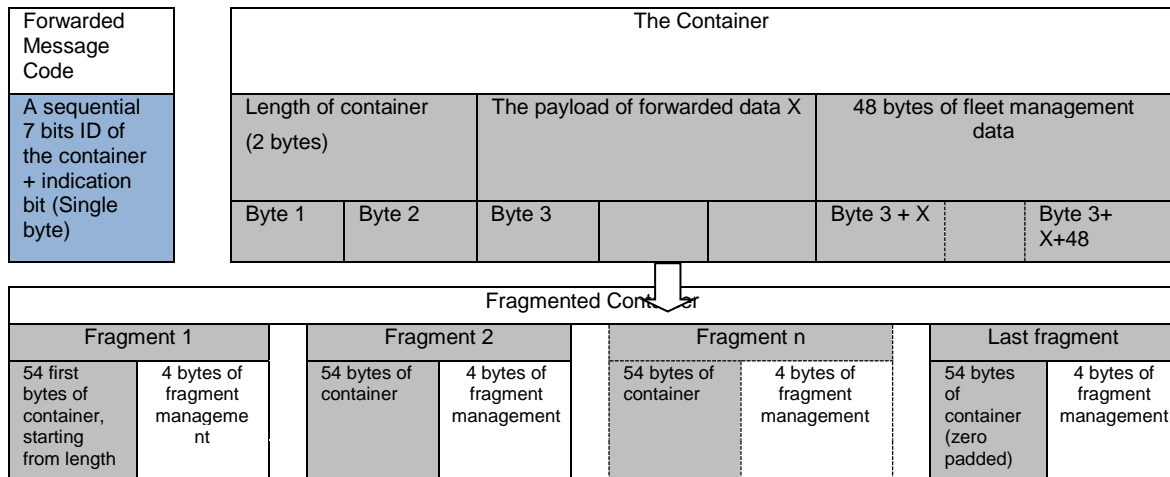 Forwarded
Message
Code
The Container
A sequential
7 bits ID of
the container
+ indication
bit (Single
byte)
Length of container
(2 bytes)
The payload of forwarded data X
48 bytes of fleet management
data
Byte 1
Byte 2
Byte 3
Byte 3 + X
Byte 3+
X+48
Fragmented
Fragment 1
Fragment 2
Fragment n
Last fragment
54 first
bytes of
container,
starting
from length
4 bytes of
fragment
manageme
nt
54 bytes of
container
4 bytes of
fragment
management
54 bytes of
container
4 bytes of
fragment
management
54 bytes
of
container
(zero
padded)
4 bytes of
fragment
management